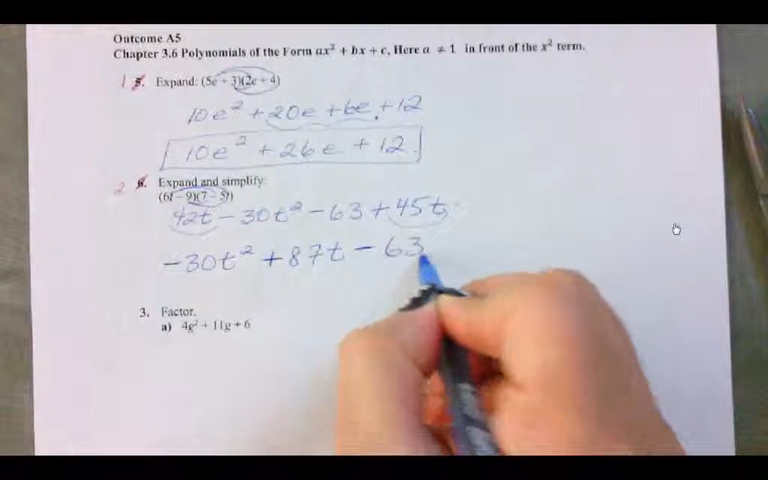 Outcome A5
Chapter 3.6 Polynomials of the Form ax² + bx + c, Here a ≠ 1 in front of the x² term.
1 5. Expand: (5e + 3)(2e + 4)
10e² + 20e + 6e + 12
10e² + 26e + 12
2 6. Expand and simplify:
(6t − 9)(7 − 5t)
42t − 30t² − 63 + 45t
−30t² + 87t − 63
3. Factor.
a) 4g² + 11g + 6